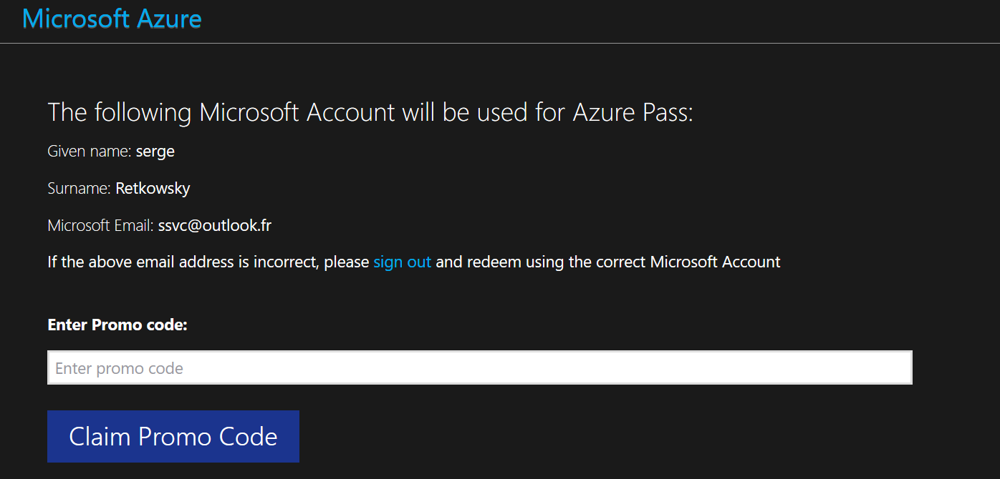 Microsoft Azure
The following Microsoft Account will be used for Azure Pass:
Given name: serge
Surname: Retkowsky
Microsoft Email: ssvc@outlook.fr
If the above email address is incorrect, please sign out and redeem using the correct Microsoft Account
Enter Promo code:
Enter promo code
Claim Promo Code